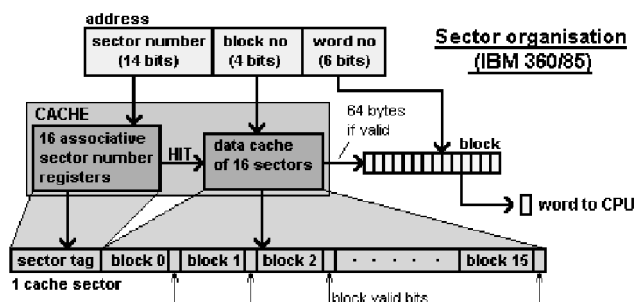 address
sector number
(14 bits)
block no
(4 bits)
word no
(6 bits)
Sector organisation
(IBM 360/85)
CACHE
16 associative
sector number
registers
HIT
data cache
of 16 sectors
64 bytes
if valid
block
word to CPU
sector tag
block 0
block 1
block 2
. . . . .
block 15
1 cache sector
block valid bits